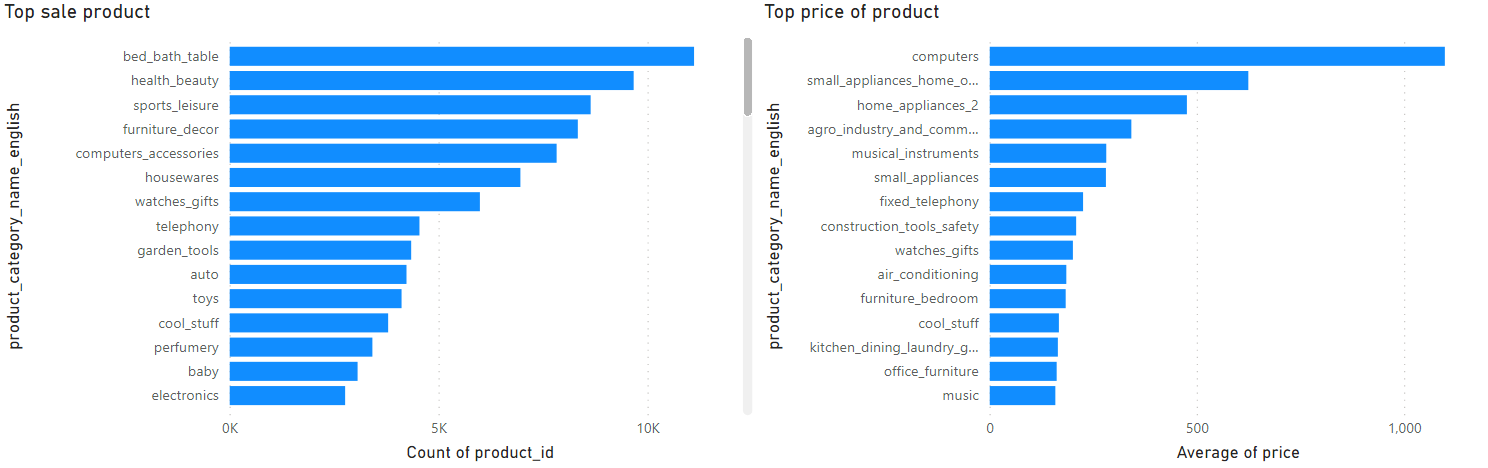 Top sale product
product_category_name_english
bed_bath_table
health_beauty
sports_leisure
furniture_decor
computers_accessories
housewares
watches_gifts
telephony
garden_tools
auto
toys
cool_stuff
perfumery
baby
electronics
0K 5K 10K
Count of product_id
Top price of product
product_category_name_english
computers
small_appliances_home_o...
home_appliances_2
agro_industry_and_comm...
musical_instruments
small_appliances
fixed_telephony
construction_tools_safety
watches_gifts
air_conditioning
furniture_bedroom
cool_stuff
kitchen_dining_laundry_g...
office_furniture
music
0 500 1,000
Average of price